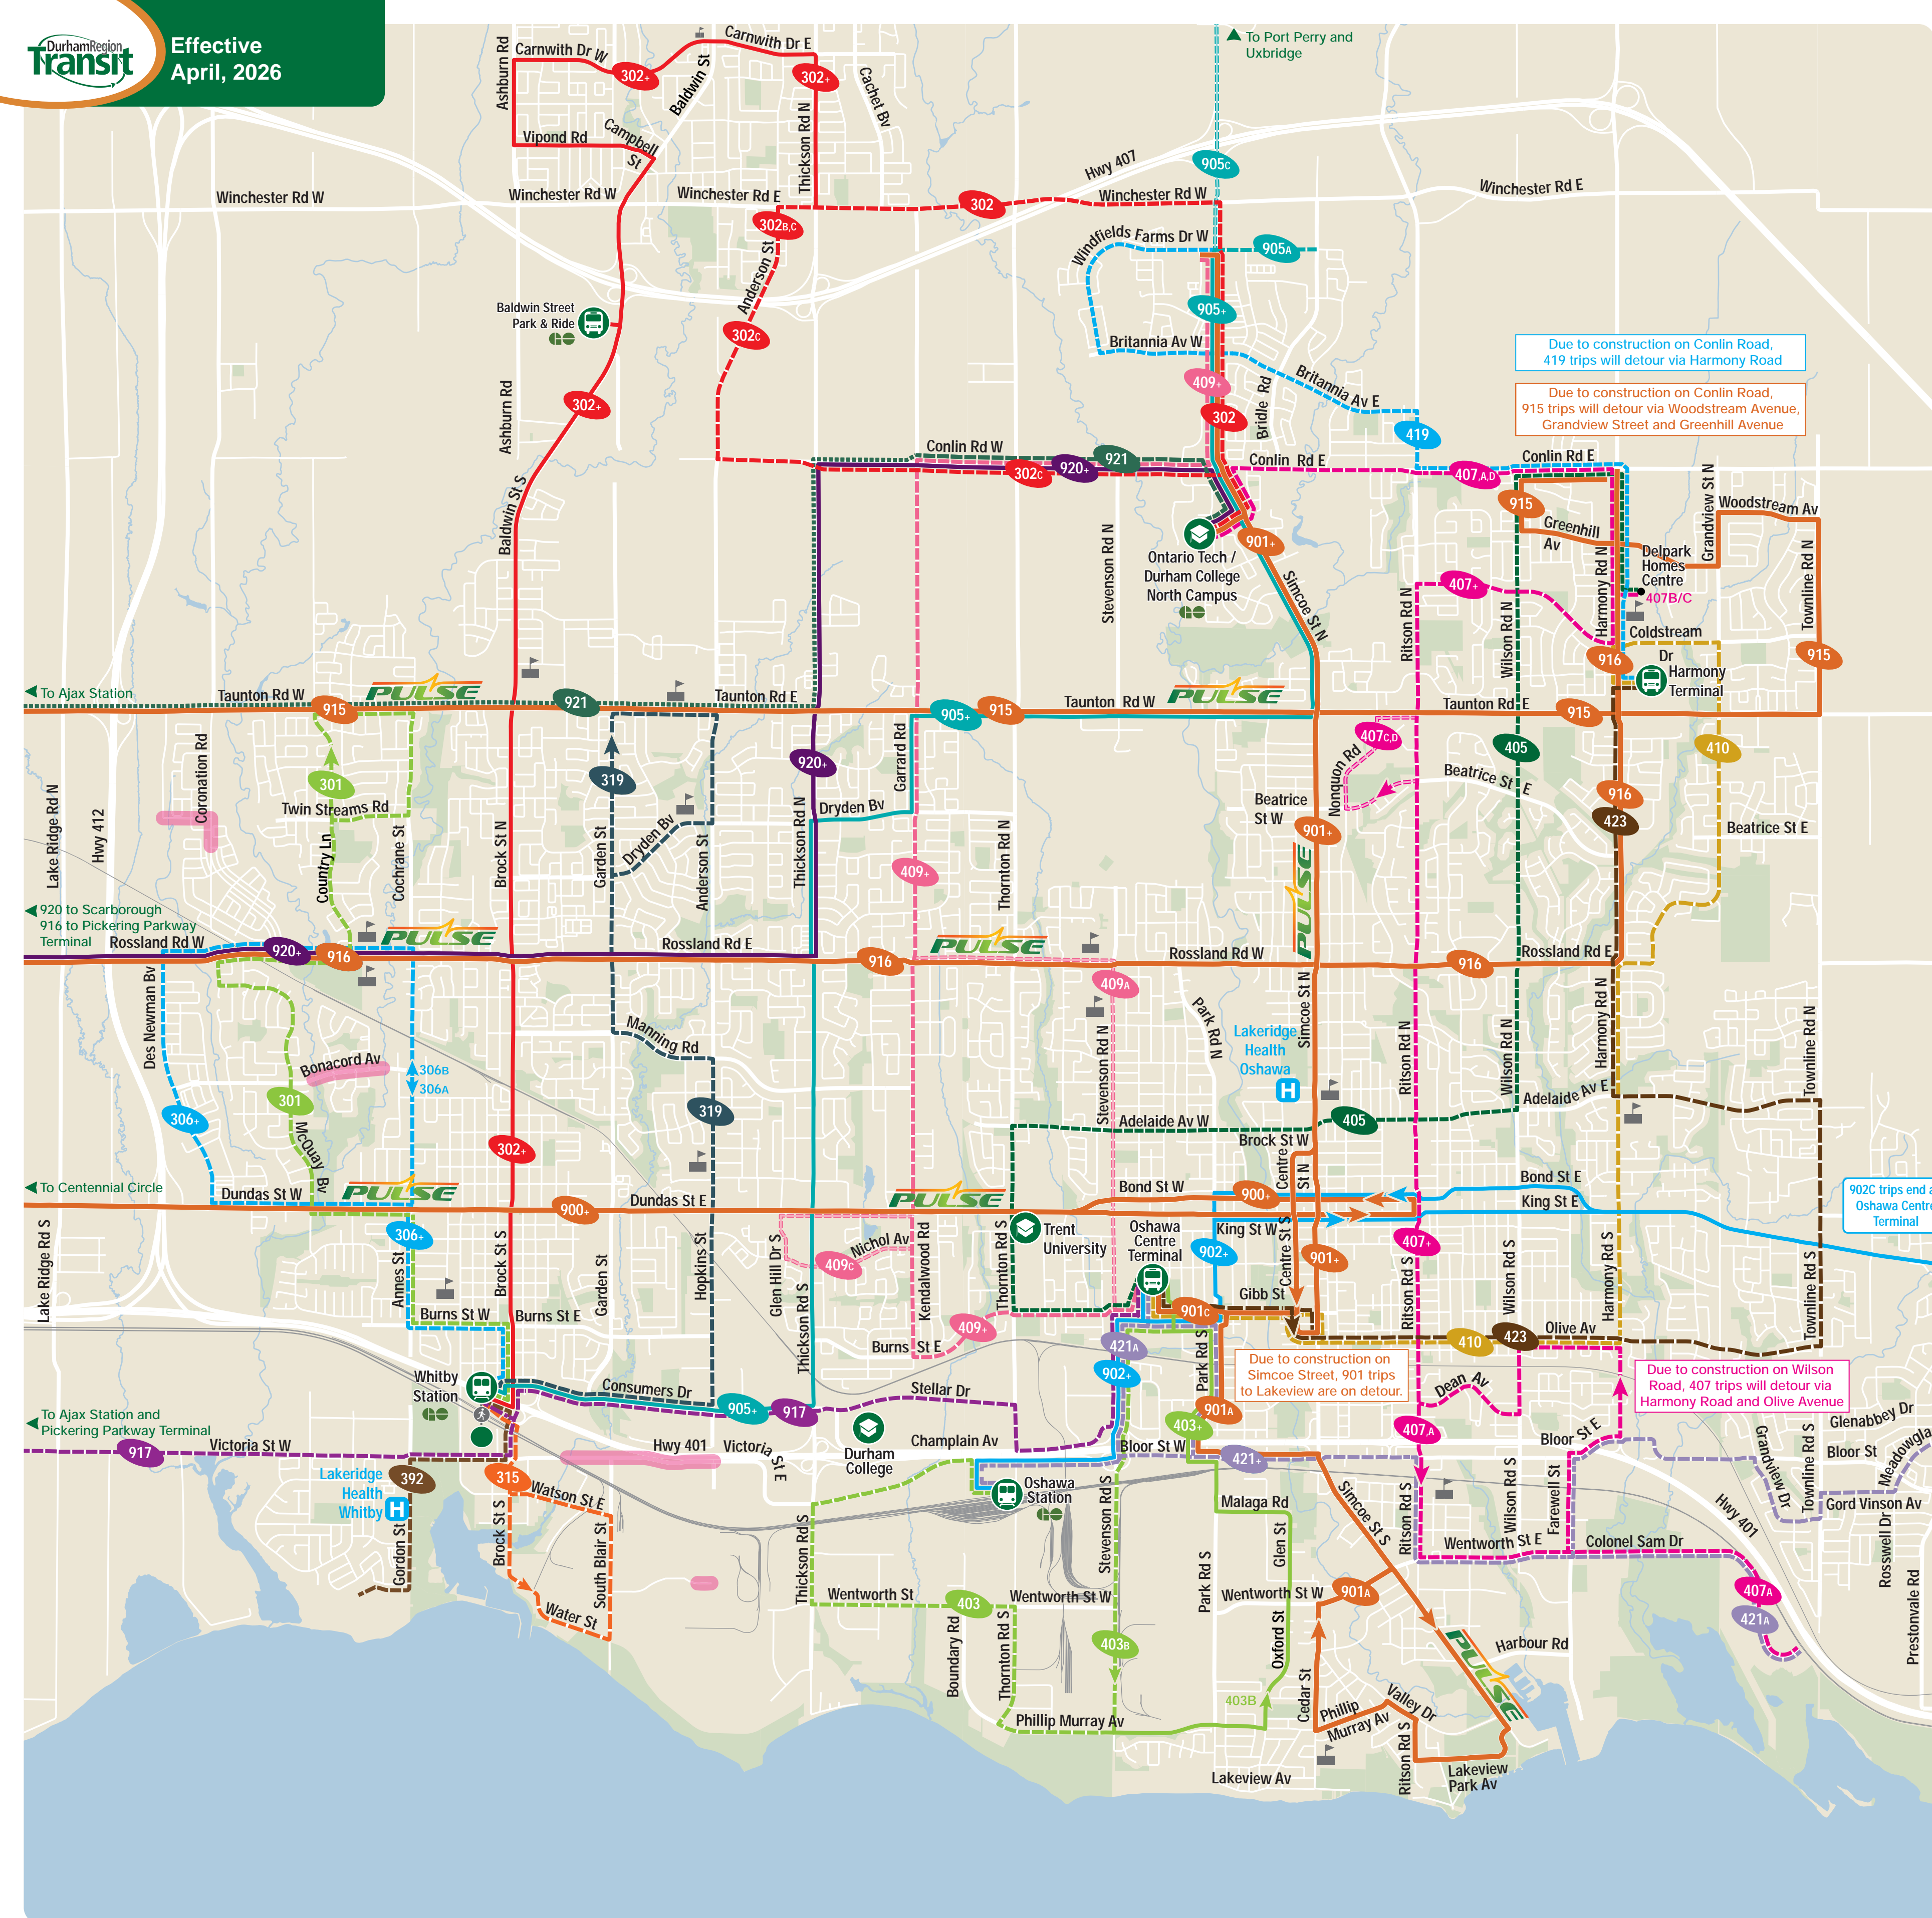 DurhamRegion
Transit
Effective
April, 2026
To Port Perry and
Uxbridge
Ashburn Rd
Carnwith Dr W
302+
Baldwin St
Carnwith Dr E
302+
Thickson Rd N
Cachet Bv
Vipond Rd
Campbell
St
Hwy 407
905C
Winchester Rd W
Winchester Rd W
Winchester Rd E
302
Winchester Rd W
Winchester Rd E
302B,C
Anderson St
Windfields Farms Dr W
905A
Baldwin Street
Park & Ride
302C
905+
Britannia Av W
Britannia Av E
Due to construction on Conlin Road,
419 trips will detour via Harmony Road
Due to construction on Conlin Road,
915 trips will detour via Woodstream Avenue,
Grandview Street and Greenhill Avenue
409+
302
Bridle Rd
419
Ashburn Rd
302+
Conlin Rd W
302C
920+
921
Conlin Rd E
407,A,D
Conlin Rd E
915
Grandview St N
Woodstream Av
Greenhill
Av
Baldwin St S
Stevenson Rd N
901+
Ontario Tech /
Durham College
North Campus
Simcoe St N
Ritson Rd N
407+
Wilson Rd N
Harmony Rd N
Delpark
Homes
Centre
407B/C
Townline Rd N
Coldstream
Dr
916
Harmony
Terminal
915
To Ajax Station
Taunton Rd W
PULSE
915
921
Taunton Rd E
905+
915
Taunton Rd W
PULSE
Taunton Rd E
915
Lake Ridge Rd N
Hwy 412
Coronation Rd
301
Twin Streams Rd
Country Ln
Cochrane St
Brock St N
319
Garden St
Dryden Bv
Anderson St
920+
Thickson Rd N
Dryden Bv
Garrard Rd
409+
Thornton Rd N
407C,D
Nonquon Rd
Beatrice
St W
901+
PULSE
Beatrice St E
405
916
423
410
Beatrice St E
920 to Scarborough
916 to Pickering Parkway
Terminal
Rossland Rd W
920+
916
PULSE
Rossland Rd E
916
PULSE
Rossland Rd W
916
Rossland Rd E
Des Newman Bv
409A
Park Rd N
Simcoe St N
Lakeridge
Health
Oshawa
H
Manning Rd
Stevenson Rd N
Ritson Rd N
Wilson Rd N
Harmony Rd N
Townline Rd N
Bonacord Av
306B
306A
301
306+
McQuay
Bv
319
302+
Adelaide Av W
405
Adelaide Av E
Brock St W
Centre
St N
To Centennial Circle
Dundas St W
PULSE
900+
Dundas St E
PULSE
Bond St W
900+
Bond St E
King St E
902C trips end a
Oshawa Centre
Terminal
Lake Ridge Rd S
306+
Annes St
Brock St S
Garden St
Hopkins St
Glen Hill Dr S
Nichol Av
409C
Kendalwood Rd
Thornton Rd S
Trent
University
Oshawa
Centre
Terminal
King St W
902+
Centre St S
901+
407+
Ritson Rd S
Wilson Rd S
Harmony Rd S
Townline Rd S
Burns St W
Burns St E
Thickson Rd S
409+
Burns St E
Gibb St
901C
421A
902+
Park Rd S
410
423
Olive Av
Due to construction on
Simcoe Street, 901 trips
to Lakeview are on detour.
Due to construction on Wilson
Road, 407 trips will detour via
Harmony Road and Olive Avenue
Whitby
Station
Consumers Dr
905+
917
Stellar Dr
901A
403+
Dean Av
407,A
To Ajax Station and
Pickering Parkway Terminal
917
Victoria St W
Hwy 401
Victoria St E
Durham
College
Champlain Av
Bloor St W
421+
Bloor St E
Grandview Dr
Townline Rd S
Glenabbey Dr
Bloor St
Lakeridge
Health
Whitby
H
392
315
Watson St E
Oshawa
Station
Stevenson Rd S
Malaga Rd
Simcoe St S
Ritson Rd S
Wilson Rd S
Farewell St
Hwy 401
Gord Vinson Av
Gordon St
Brock St S
South Blair St
Water St
Thickson Rd S
Wentworth St
403
Wentworth St W
Boundary Rd
Thornton Rd S
403B
Park Rd S
Glen St
Wentworth St W
901A
Wentworth St E
Colonel Sam Dr
407A
421A
Rosswell Dr
Prestonvale Rd
Oxford St
403B
Cedar St
Phillip
Murray Av
Valley Dr
PULSE
Harbour Rd
Phillip Murray Av
Ritson Rd S
Lakeview Av
Lakeview
Park Av